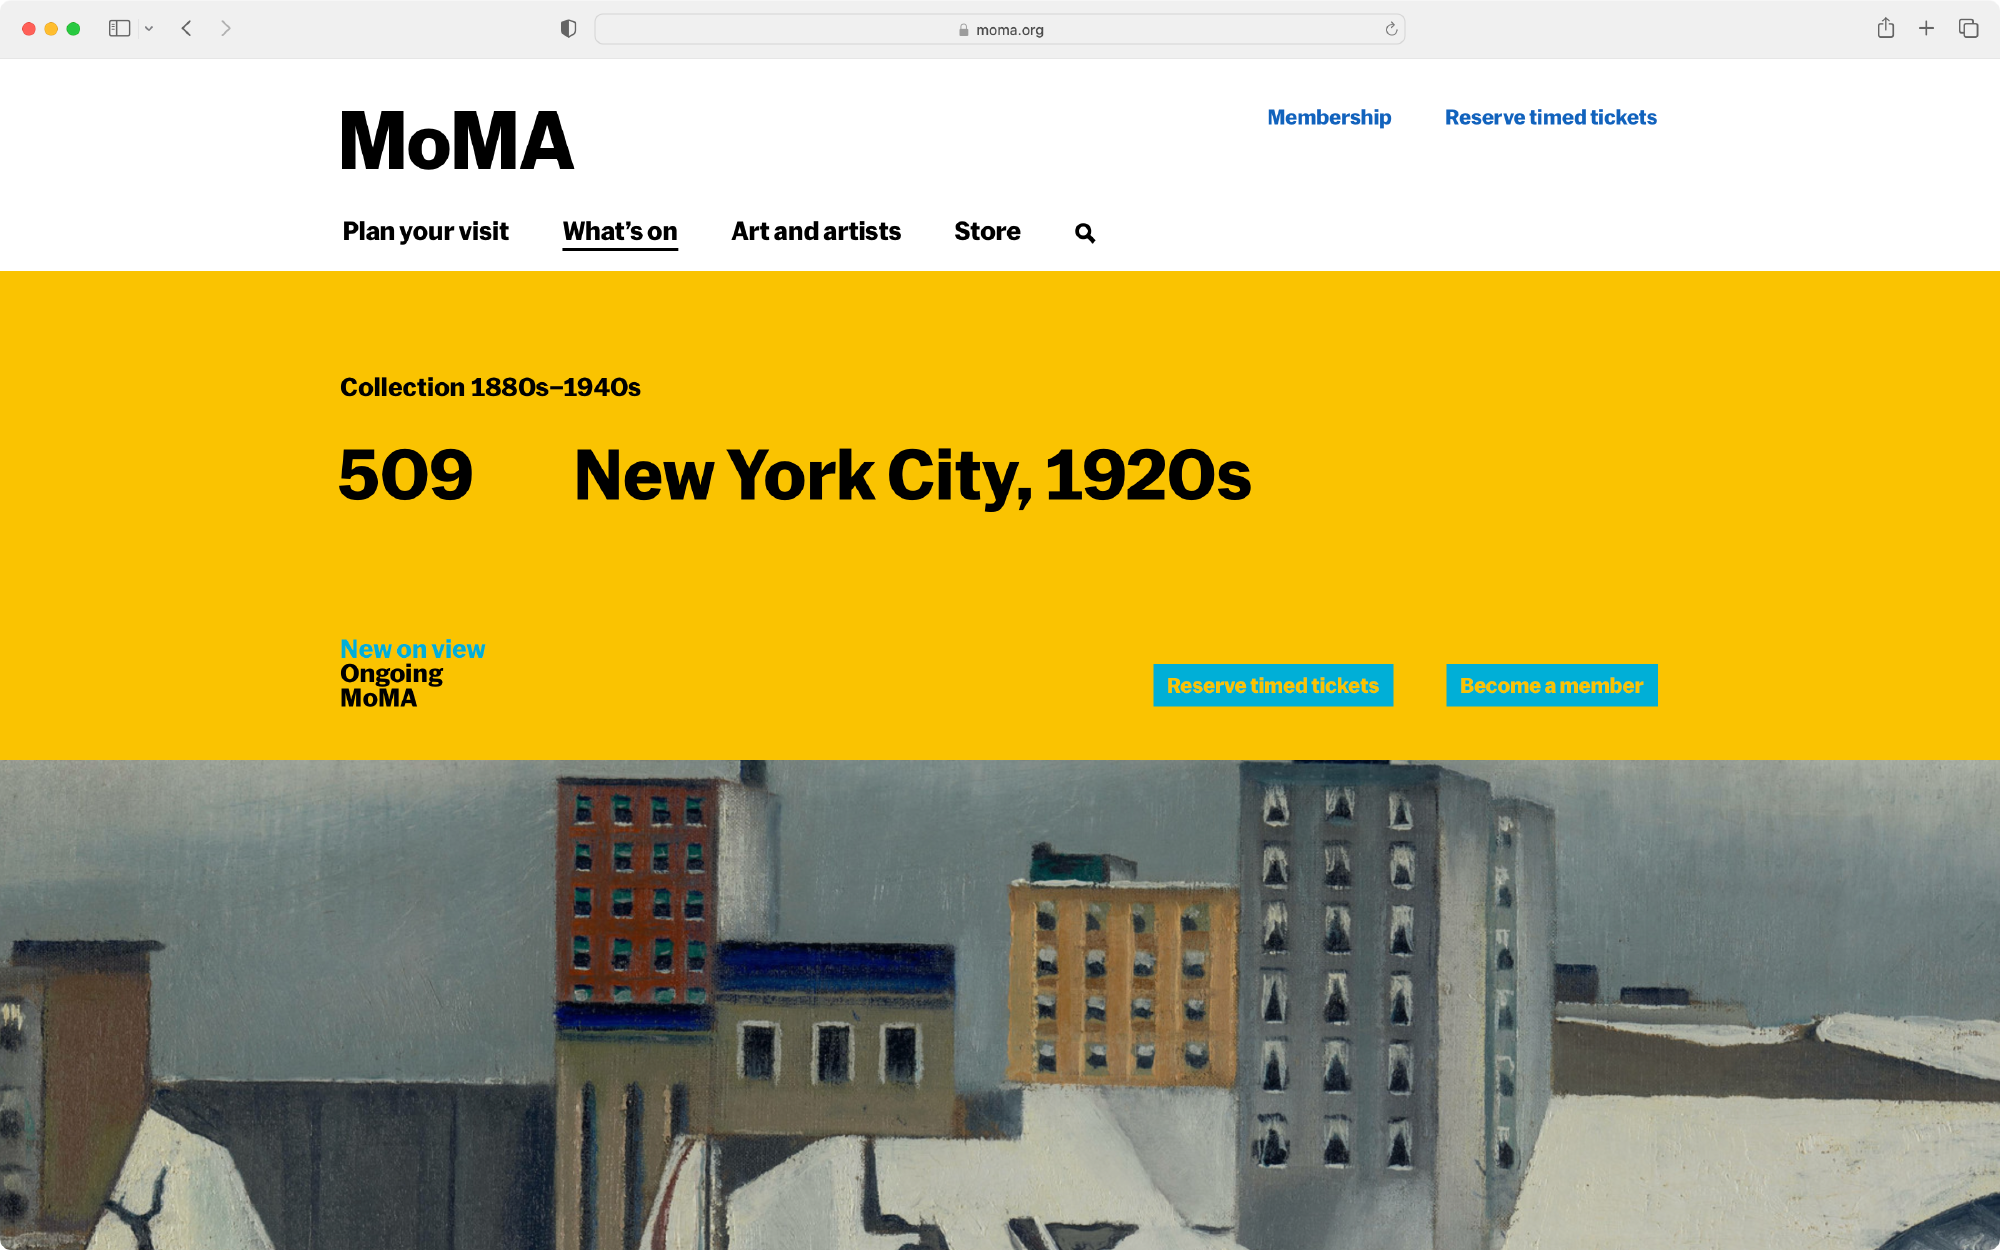 moma.org
MoMA
Membership
Reserve timed tickets
Plan your visit
What’s on
Art and artists
Store
Collection 1880s–1940s
509 New York City, 1920s
New on view
Ongoing
MoMA
Reserve timed tickets
Become a member